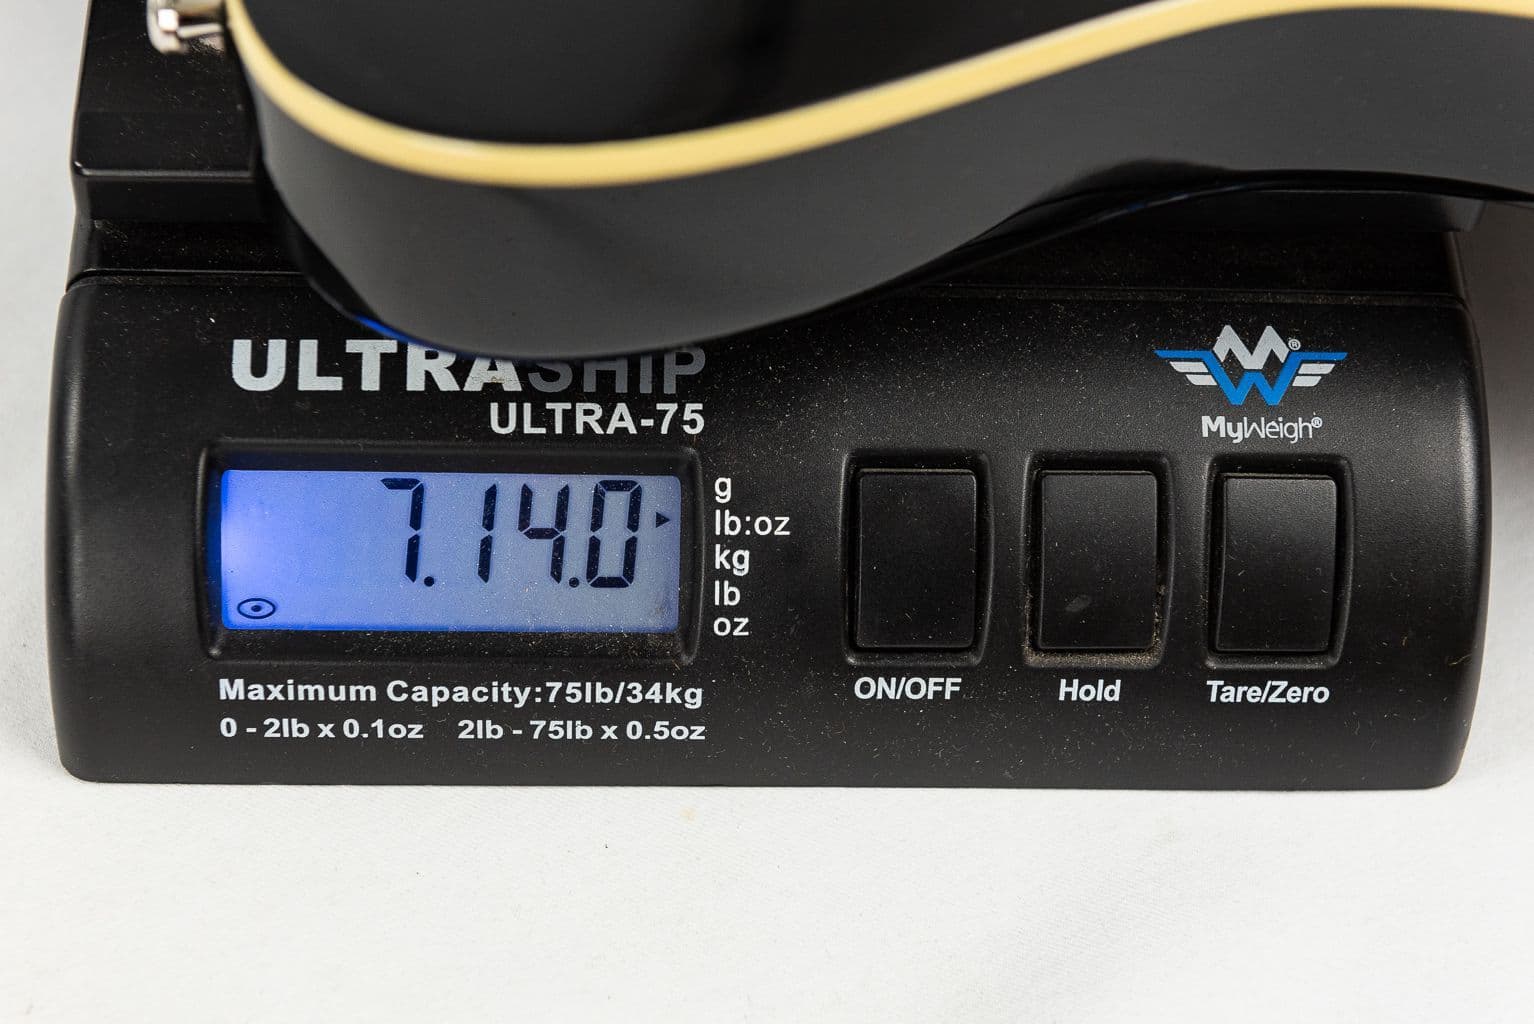 ULTRASHIP
ULTRA-75
MW®
MyWeigh®
7.14.0
g
lb:oz
kg
lb
oz
Maximum Capacity:75lb/34kg
0 - 2lb x 0.1oz 2lb - 75lb x 0.5oz
ON/OFF
Hold
Tare/Zero